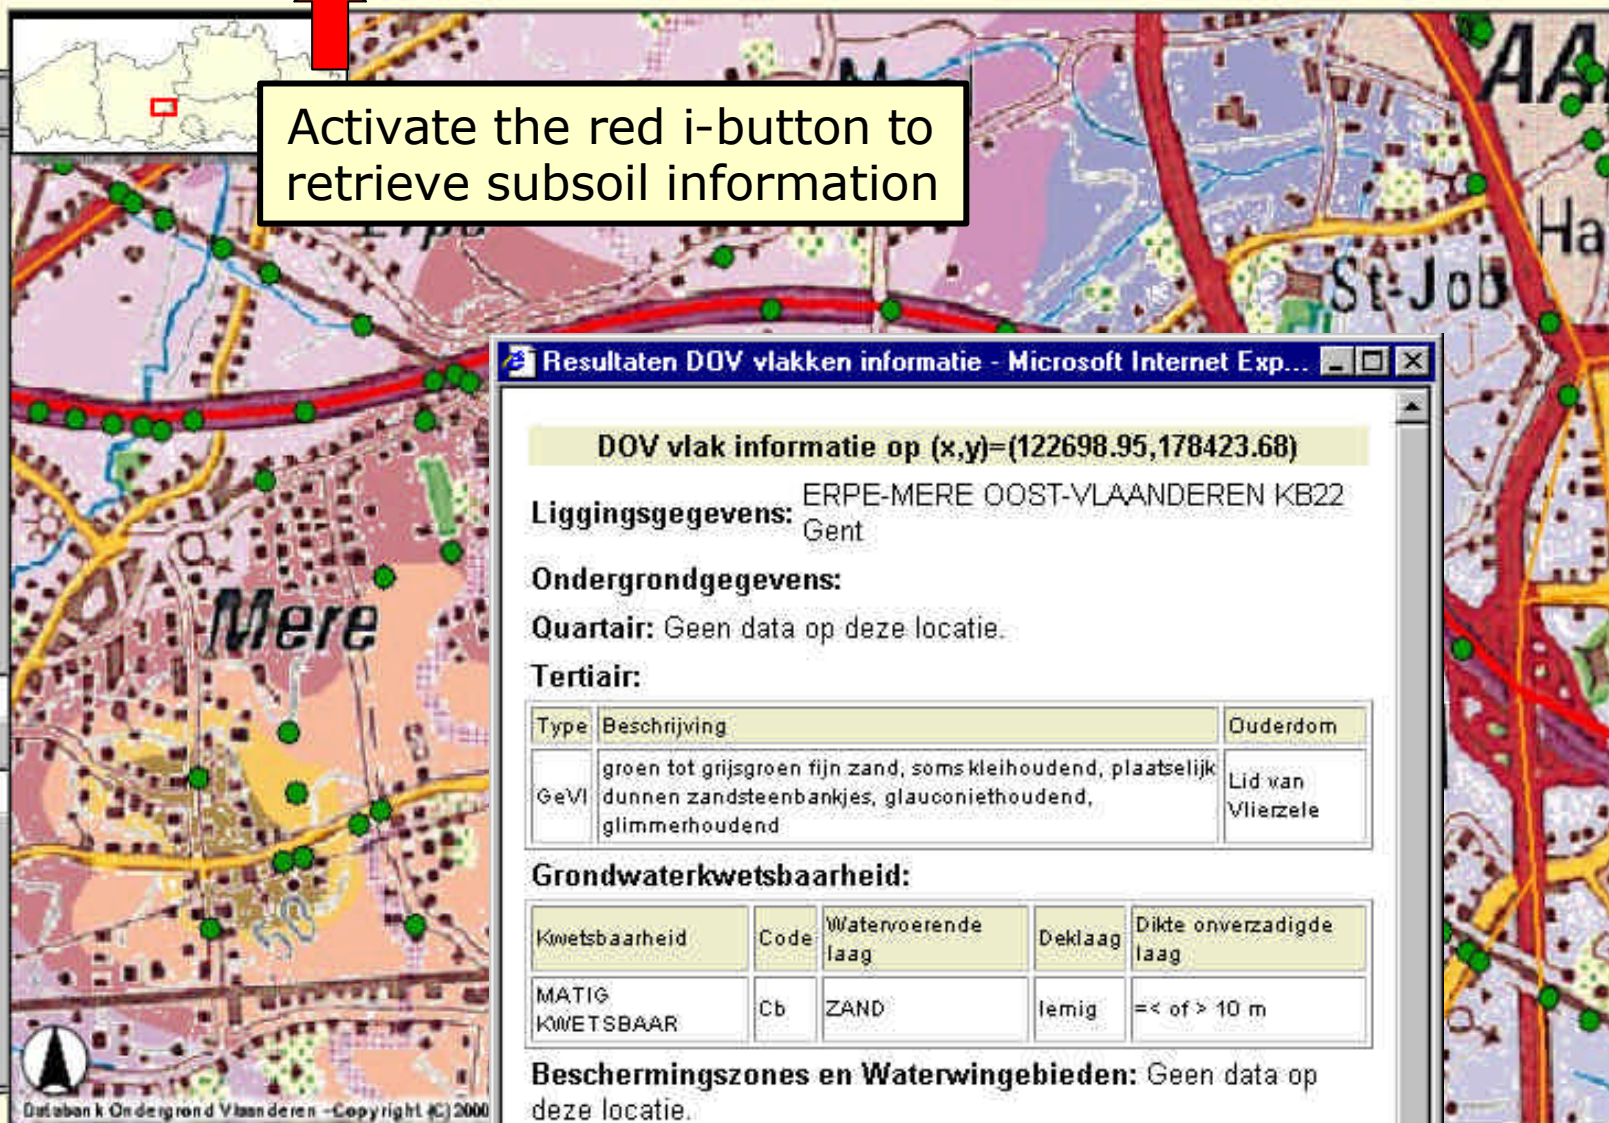 AA
Activate the red i-button to
retrieve subsoil information
Ha
St-Job
Resultaten DOV vlakken informatie - Microsoft Internet Exp...
DOV vlak informatie op (x,y)=(122698.95,178423.68)
Liggingsgegevens: ERPE-MERE OOST-VLAANDEREN KB22
Gent
Ondergrondgegevens:
Quartair: Geen data op deze locatie.
Mere
Tertiair:
Type Beschrijving Ouderdom
GeVl groen tot grijsgroen fijn zand, soms kleihoudend, plaatselijk
dunnen zandsteenbankjes, glauconiethoudend,
glimmerhoudend
Lid van
Vlierzele
Grondwaterkwetsbaarheid:
Kwetsbaarheid Code Watervoerende
laag Deklaag Dikte onverzadigde
laag
50
MATIG
KWETSBAAR Cb ZAND lemig =< of > 10 m
Beschermingszones en Waterwingebieden: Geen data op
deze locatie.
Databank Ondergrond Vlaanderen - Copyright (C) 2000